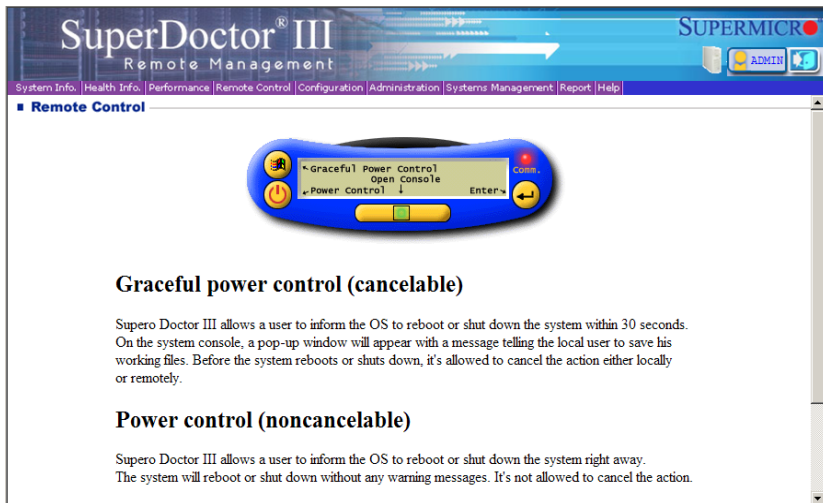 SuperDoctor® III
Remote Management
SUPERMICRO
ADMIN
System Info. Health Info. Performance Remote Control Configuration Administration Systems Management Report Help
Remote Control
Graceful Power Control
Open Console
Power Control
Enter
Comm.
Graceful power control (cancelable)
Supero Doctor III allows a user to inform the OS to reboot or shut down the system within 30 seconds.
On the system console, a pop-up window will appear with a message telling the local user to save his
working files. Before the system reboots or shuts down, it's allowed to cancel the action either locally
or remotely.
Power control (noncancelable)
Supero Doctor III allows a user to inform the OS to reboot or shut down the system right away.
The system will reboot or shut down without any warning messages. It's not allowed to cancel the action.